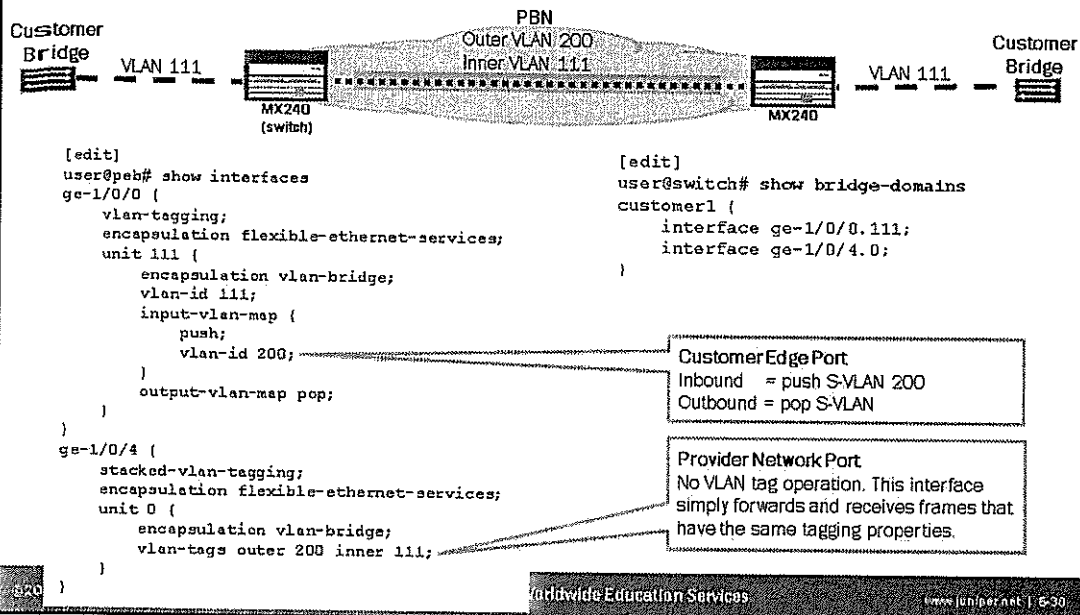 PBN
Customer
Bridge
VLAN 111
Outer VLAN 200
Inner VLAN 111
MX240
(switch)
MX240
VLAN 111
Customer
Bridge
[edit]
user@peb# show interfaces
ge-1/0/0 {
vlan-tagging;
encapsulation flexible-ethernet-services;
unit 111 {
encapsulation vlan-bridge;
vlan-id 111;
input-vlan-map {
push;
vlan-id 200;
}
output-vlan-map pop;
}
}
ge-1/0/4 {
stacked-vlan-tagging;
encapsulation flexible-ethernet-services;
unit 0 {
encapsulation vlan-bridge;
vlan-tags outer 200 inner 111;
}
}
[edit]
user@switch# show bridge-domains
customer1 {
interface ge-1/0/0.111;
interface ge-1/0/4.0;
}
Customer Edge Port
Inbound = push S-VLAN 200
Outbound = pop S-VLAN
Provider Network Port
No VLAN tag operation. This interface
simply forwards and receives frames that
have the same tagging properties.
Worldwide Education Services
www.juniper.net |